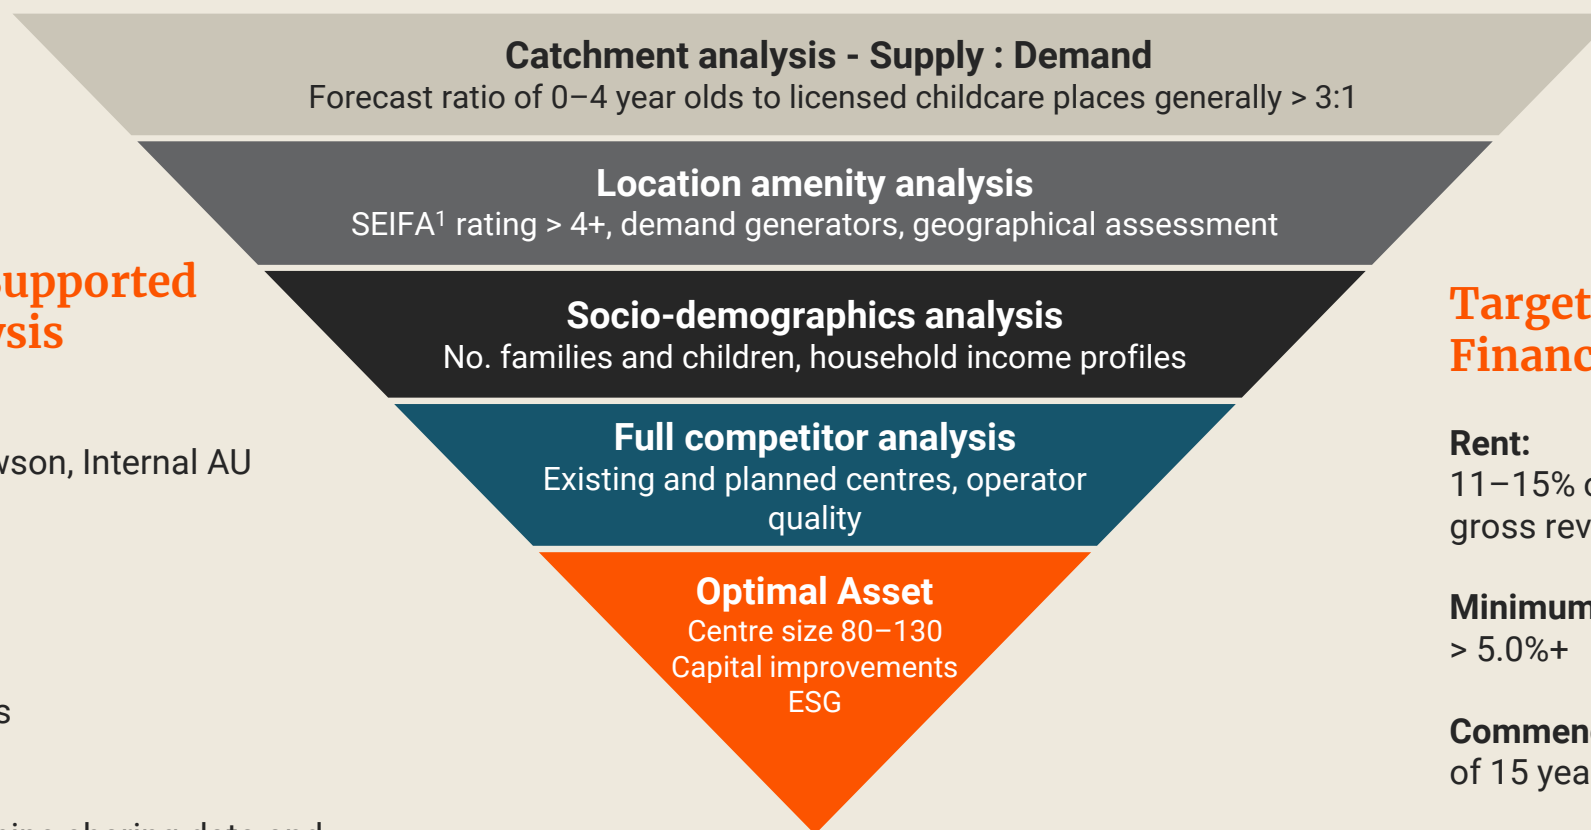 Catchment analysis - Supply : Demand
Forecast ratio of 0–4 year olds to licensed childcare places generally > 3:1
Location amenity analysis
SEIFA¹ rating > 4+, demand generators, geographical assessment
Socio-demographics analysis
No. families and children, household income profiles
Full competitor analysis
Existing and planned centres, operator
quality
Optimal Asset
Centre size 80–130
Capital improvements
ESG
upported
sis
son, Internal AU
s
Target
Financ
Rent:
11–15%
gross rev
Minimum
> 5.0%+
Commen
of 15 yea